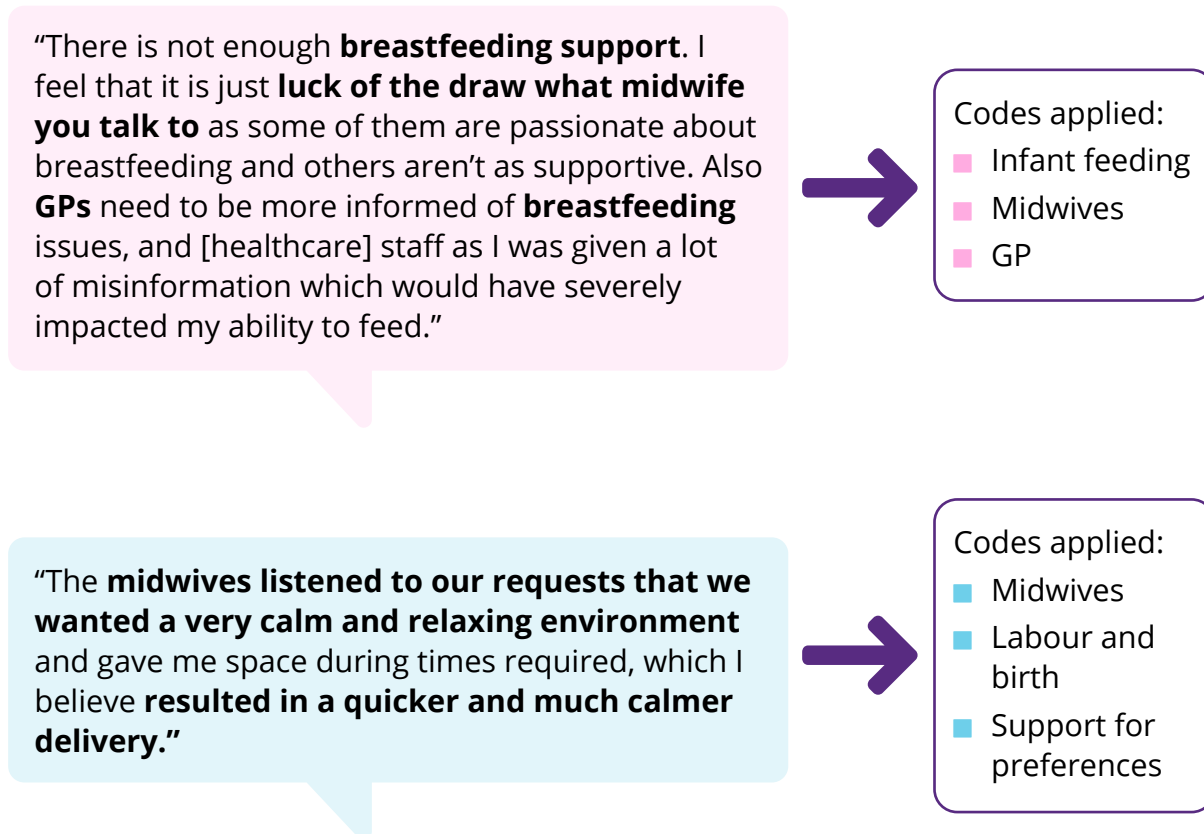 “There is not enough breastfeeding support. I
feel that it is just luck of the draw what midwife
you talk to as some of them are passionate about
breastfeeding and others aren’t as supportive. Also
GPs need to be more informed of breastfeeding
issues, and [healthcare] staff as I was given a lot
of misinformation which would have severely
impacted my ability to feed.”
Codes applied:
Infant feeding
Midwives
GP
“The midwives listened to our requests that we
wanted a very calm and relaxing environment
and gave me space during times required, which I
believe resulted in a quicker and much calmer
delivery.”
Codes applied:
Midwives
Labour and
birth
Support for
preferences